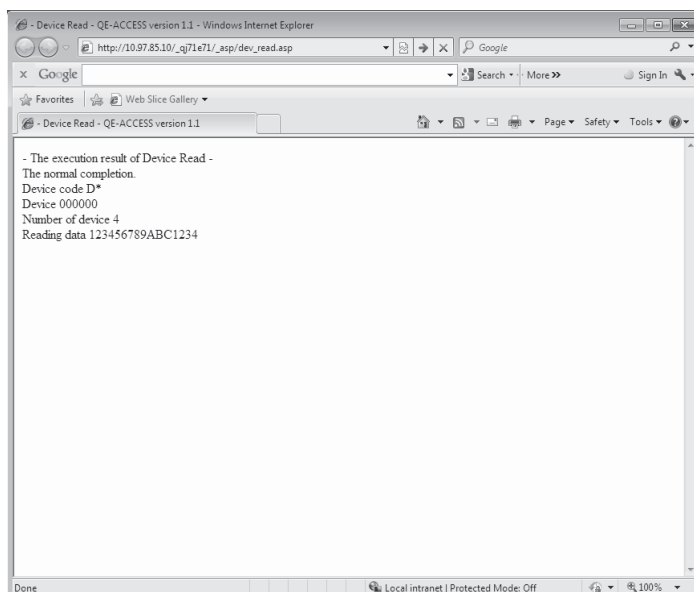 - Device Read - QE-ACCESS version 1.1 - Windows Internet Explorer
http://10.97.85.10/_qj71e71/_asp/dev_read.asp
Google
x Google
Search
More >>
Sign In
Favorites
Web Slice Gallery
- Device Read - QE-ACCESS version 1.1
Page
Safety
Tools
- The execution result of Device Read -
The normal completion.
Device code D*
Device 000000
Number of device 4
Reading data 123456789ABC1234
Done
Local intranet | Protected Mode: Off
100%